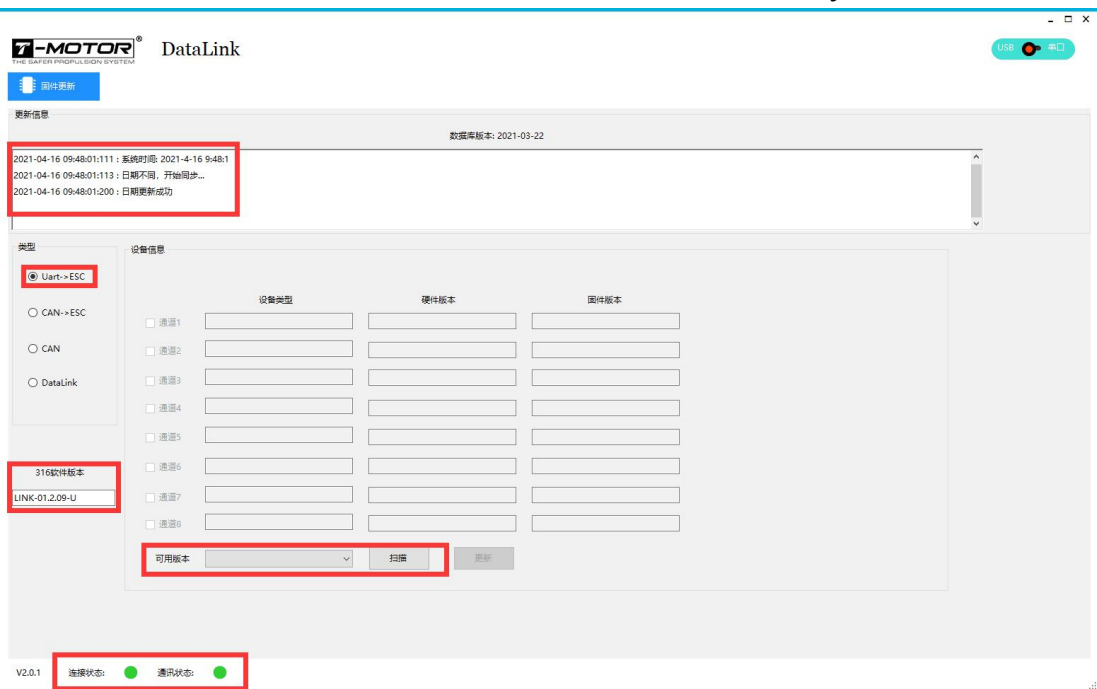 T-MOTOR®
THE SAFER PROPULSION SYSTEM
DataLink
USB 串口
固件更新
更新信息
数据库版本: 2021-03-22
2021-04-16 09:48:01:111 : 系统时间: 2021-4-16 9:48:1
2021-04-16 09:48:01:113 : 日期不同, 开始同步...
2021-04-16 09:48:01:200 : 日期更新成功
类型
Uart->ESC
CAN->ESC
CAN
DataLink
316软件版本
LINK-01.2.09-U
设备信息
设备类型 硬件版本 固件版本
通道1
通道2
通道3
通道4
通道5
通道6
通道7
通道8
可用版本 扫描 更新
V2.0.1 连接状态: 通讯状态: